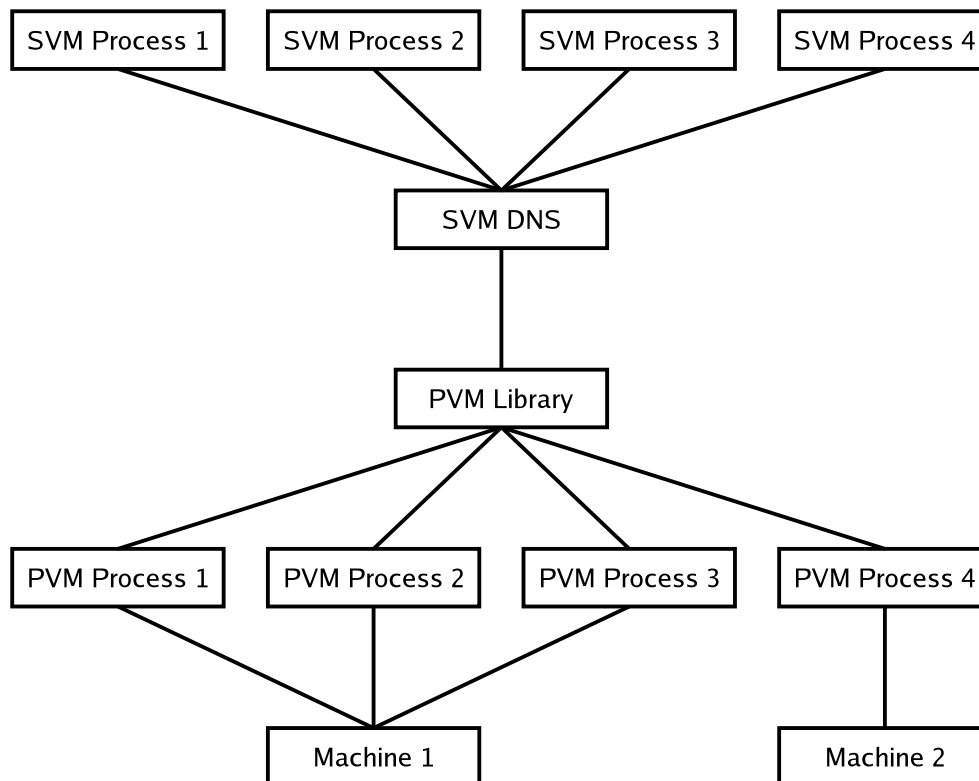 SVM Process 1
SVM Process 2
SVM Process 3
SVM Process 4
SVM DNS
PVM Library
PVM Process 1
PVM Process 2
PVM Process 3
PVM Process 4
Machine 1
Machine 2